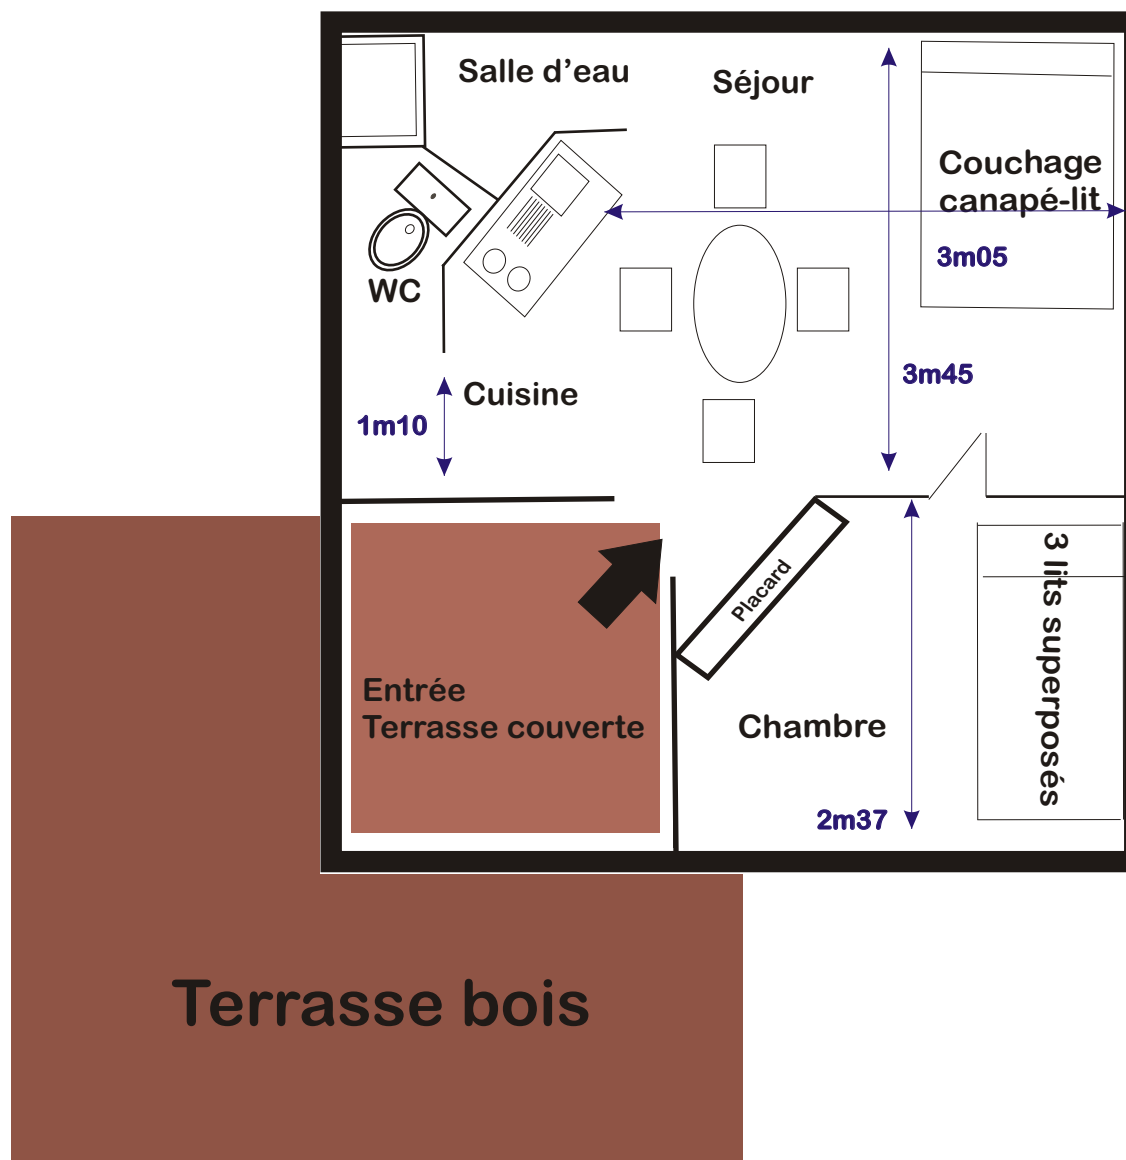 Salle d’eau
Séjour
Couchage
canapé-lit
3m05
WC
3m45
Cuisine
1m10
Placard
3 lits superposés
Entrée
Terrasse couverte
Chambre
2m37
Terrasse bois